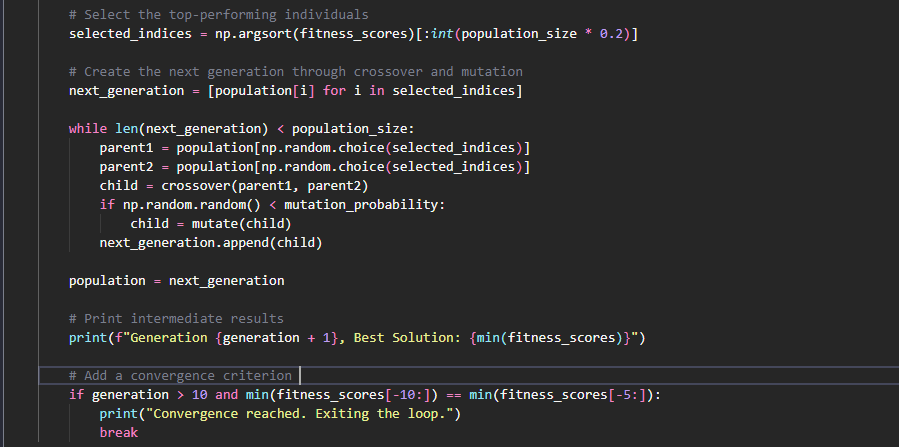 # Select the top-performing individuals
selected_indices = np.argsort(fitness_scores)[:int(population_size * 0.2)]
# Create the next generation through crossover and mutation
next_generation = [population[i] for i in selected_indices]
while len(next_generation) < population_size:
parent1 = population[np.random.choice(selected_indices)]
parent2 = population[np.random.choice(selected_indices)]
child = crossover(parent1, parent2)
if np.random.random() < mutation_probability:
child = mutate(child)
next_generation.append(child)
population = next_generation
# Print intermediate results
print(f"Generation {generation + 1}, Best Solution: {min(fitness_scores)}")
# Add a convergence criterion
if generation > 10 and min(fitness_scores[-10:]) == min(fitness_scores[-5:]):
print("Convergence reached. Exiting the loop.")
break